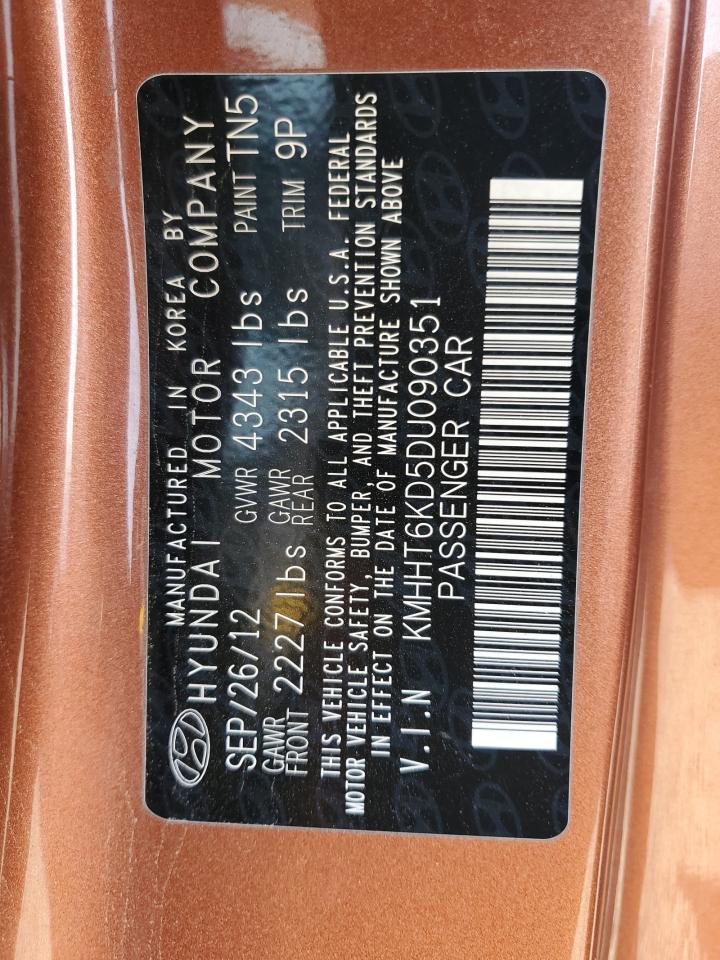 MANUFACTURED IN KOREA BY
HYUNDAI MOTOR COMPANY
SEP/26/12 GVWR 4343 lbs PAINT TN5
GAWR FRONT 2227 lbs GAWR REAR 2315 lbs TRIM 9P
THIS VEHICLE CONFORMS TO ALL APPLICABLE U.S.A. FEDERAL
MOTOR VEHICLE SAFETY, BUMPER, AND THEFT PREVENTION STANDARDS
IN EFFECT ON THE DATE OF MANUFACTURE SHOWN ABOVE
V.I.N KMHHT6KD5DU090351
PASSENGER CAR